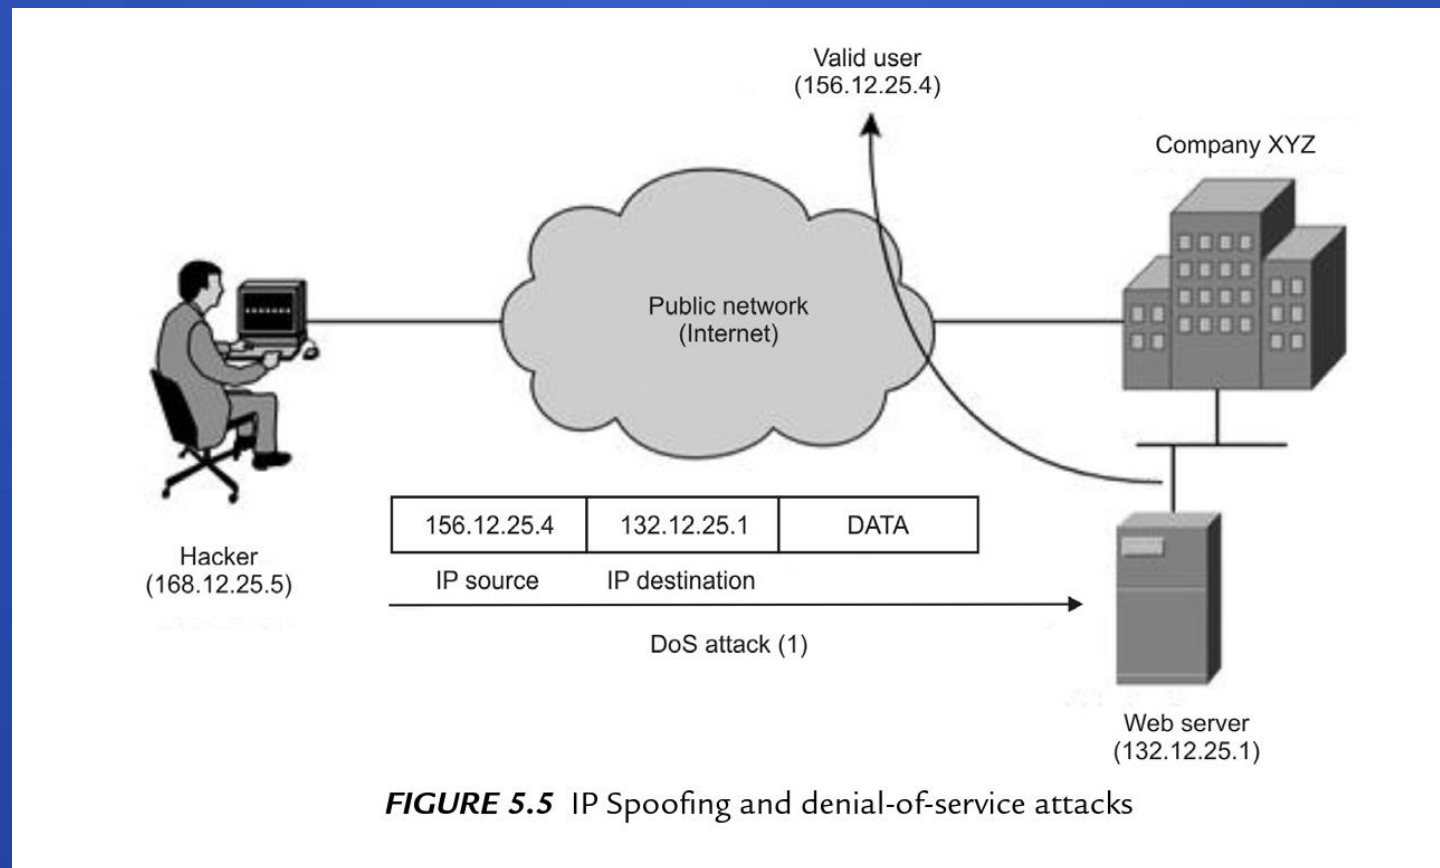 Valid user
(156.12.25.4)
Company XYZ
Public network
(Internet)
156.12.25.4 132.12.25.1 DATA
IP source IP destination
Hacker
(168.12.25.5)
DoS attack (1)
Web server
(132.12.25.1)
FIGURE 5.5 IP Spoofing and denial-of-service attacks